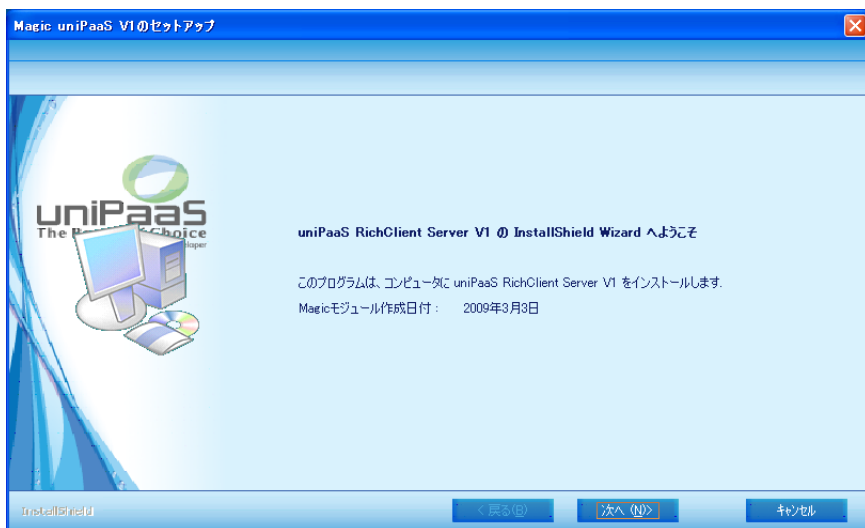 Magic uniPaaS V1のセットアップ
uniPaaS
The
Choice
loper
uniPaaS RichClient Server V1 の InstallShield Wizard へようこそ
このプログラムは、コンピュータに uniPaaS RichClient Server V1 をインストールします.
Magicモジュール作成日付 : 2009年3月3日
InstallShield
< 戻る(B)
次へ (N)>
キャンセル